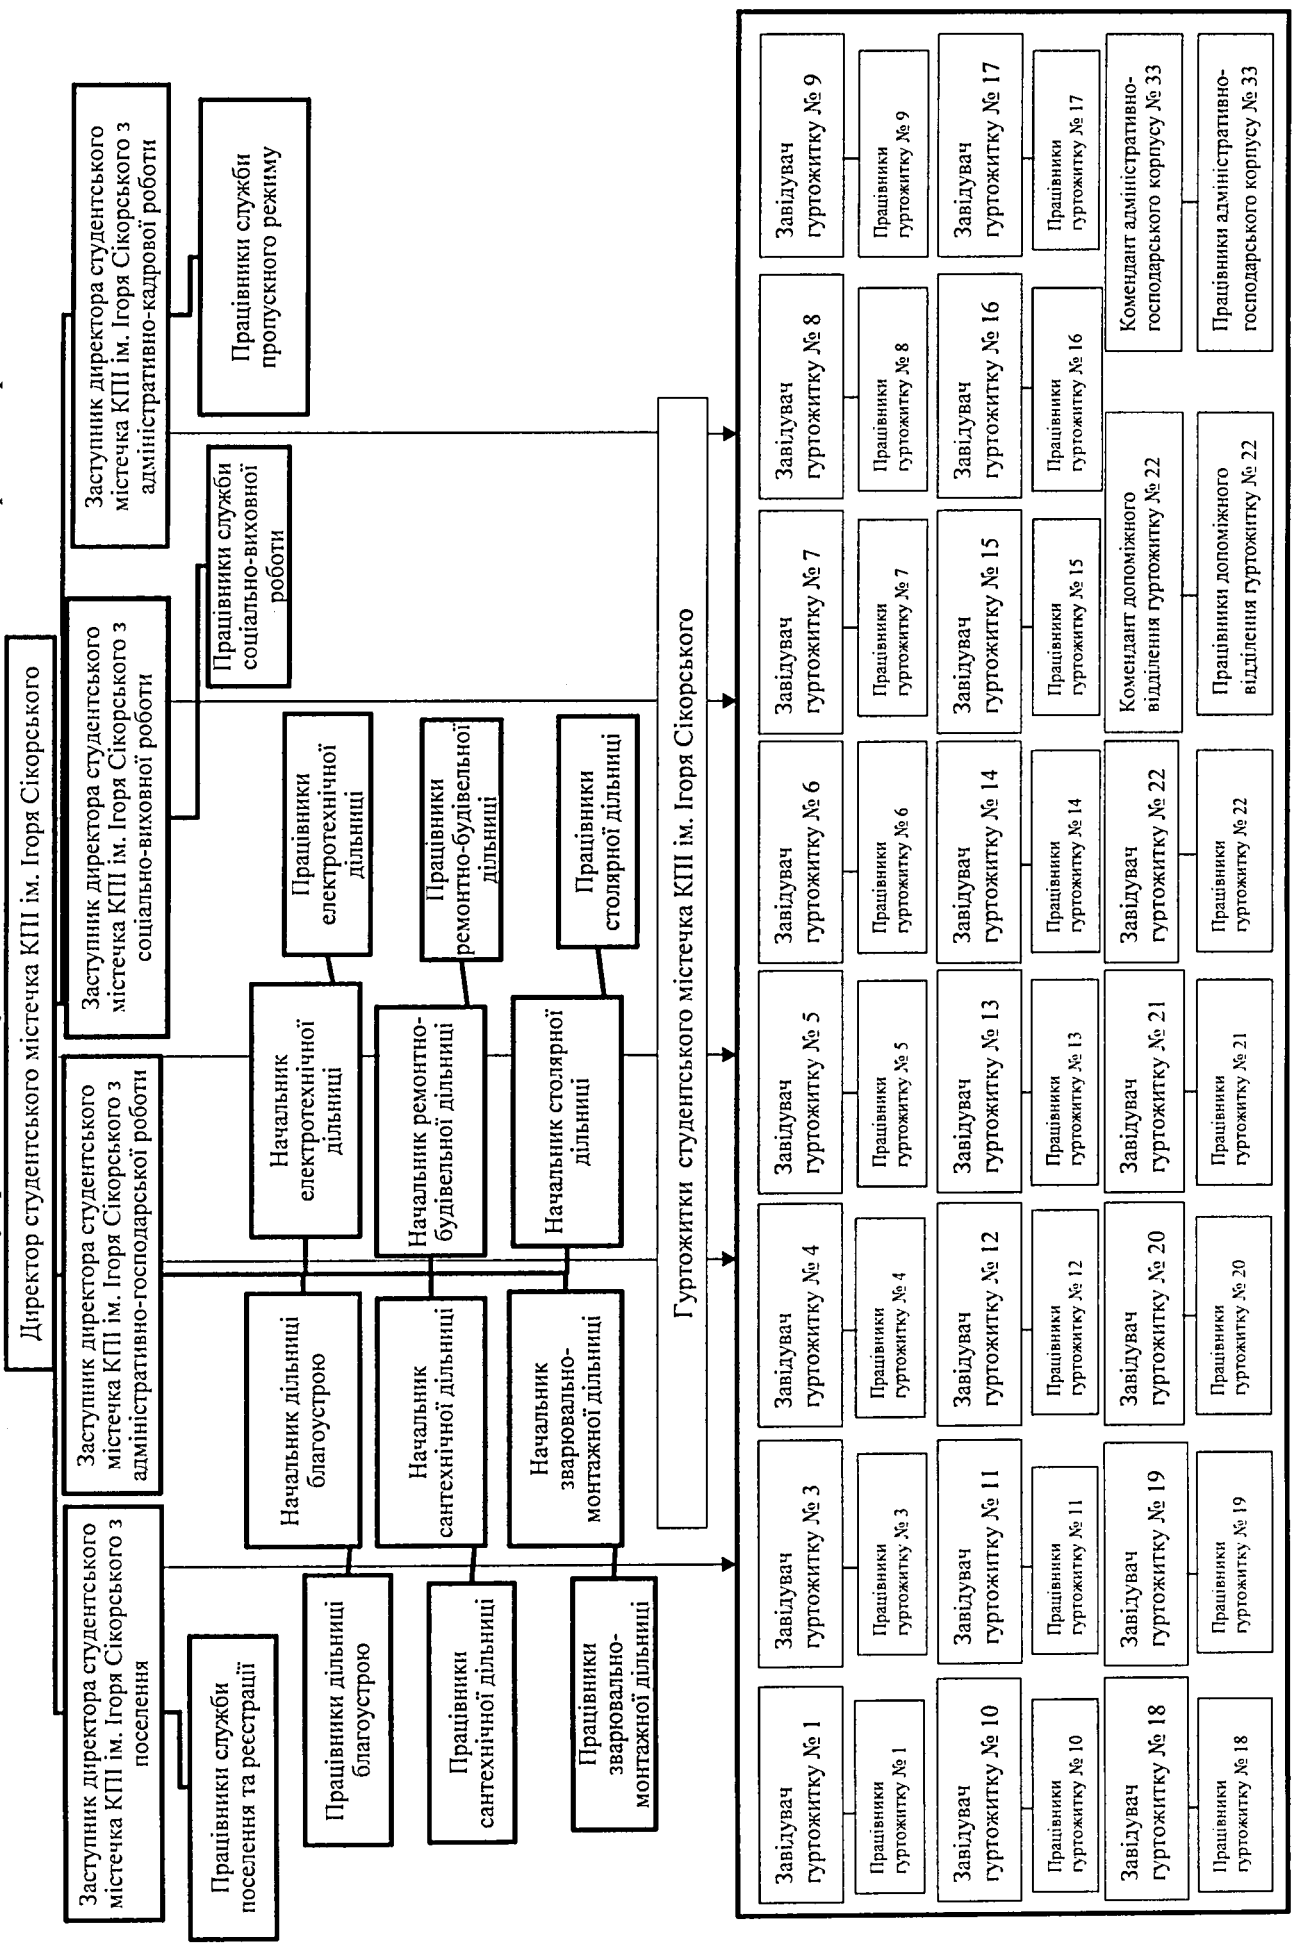 Директор студентського містечка КПІ ім. Ігоря Сікорського
Заступник директора студентського
містечка КПІ ім. Ігоря Сікорського з
поселення
Заступник директора студентського
містечка КПІ ім. Ігоря Сікорського з
адміністративно-господарської роботи
Заступник директора студентського
містечка КПІ ім. Ігоря Сікорського з
соціально-виховної роботи
Заступник директора студентського
містечка КПІ ім. Ігоря Сікорського з
адміністративно-кадрової роботи
Працівники служби
поселення та реєстрації
Працівники служби
соціально-виховної
роботи
Працівники служби
пропускного режиму
Працівники дільниці
благоустрою
Начальник дільниці
благоустрою
Начальник
електротехнічної
дільниці
Працівники
електротехнічної
дільниці
Працівники
сантехнічної дільниці
Начальник
сантехнічної дільниці
Начальник ремонтно-
будівельної дільниці
Працівники
ремонтно-будівельної
дільниці
Працівники
зварювально-
монтажної дільниці
Начальник
зварювально-
монтажної дільниці
Начальник столярної
дільниці
Працівники
столярної дільниці
Гуртожитки студентського містечка КПІ ім. Ігоря Сікорського
Завідувач
гуртожитку № 1
Завідувач
гуртожитку № 3
Завідувач
гуртожитку № 4
Завідувач
гуртожитку № 5
Завідувач
гуртожитку № 6
Завідувач
гуртожитку № 7
Завідувач
гуртожитку № 8
Завідувач
гуртожитку № 9
Працівники
гуртожитку № 1
Працівники
гуртожитку № 3
Працівники
гуртожитку № 4
Працівники
гуртожитку № 5
Працівники
гуртожитку № 6
Працівники
гуртожитку № 7
Працівники
гуртожитку № 8
Працівники
гуртожитку № 9
Завідувач
гуртожитку № 10
Завідувач
гуртожитку № 11
Завідувач
гуртожитку № 12
Завідувач
гуртожитку № 13
Завідувач
гуртожитку № 14
Завідувач
гуртожитку № 15
Завідувач
гуртожитку № 16
Завідувач
гуртожитку № 17
Працівники
гуртожитку № 10
Працівники
гуртожитку № 11
Працівники
гуртожитку № 12
Працівники
гуртожитку № 13
Працівники
гуртожитку № 14
Працівники
гуртожитку № 15
Працівники
гуртожитку № 16
Працівники
гуртожитку № 17
Завідувач
гуртожитку № 18
Завідувач
гуртожитку № 19
Завідувач
гуртожитку № 20
Завідувач
гуртожитку № 21
Завідувач
гуртожитку № 22
Комендант допоміжного
відділення гуртожитку № 22
Комендант адміністративно-
господарського корпусу № 33
Працівники
гуртожитку № 18
Працівники
гуртожитку № 19
Працівники
гуртожитку № 20
Працівники
гуртожитку № 21
Працівники
гуртожитку № 22
Працівники допоміжного
відділення гуртожитку № 22
Працівники адміністративно-
господарського корпусу № 33